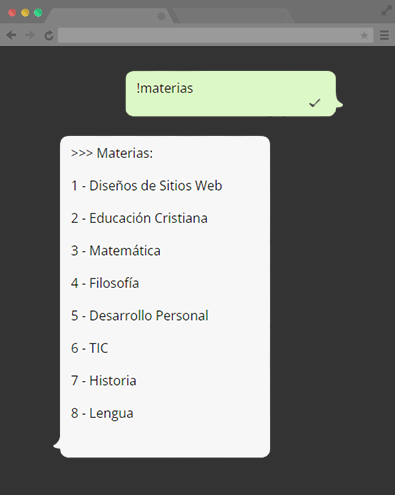 !materias
>>> Materias:
1 - Diseños de Sitios Web
2 - Educación Cristiana
3 - Matemática
4 - Filosofía
5 - Desarrollo Personal
6 - TIC
7 - Historia
8 - Lengua